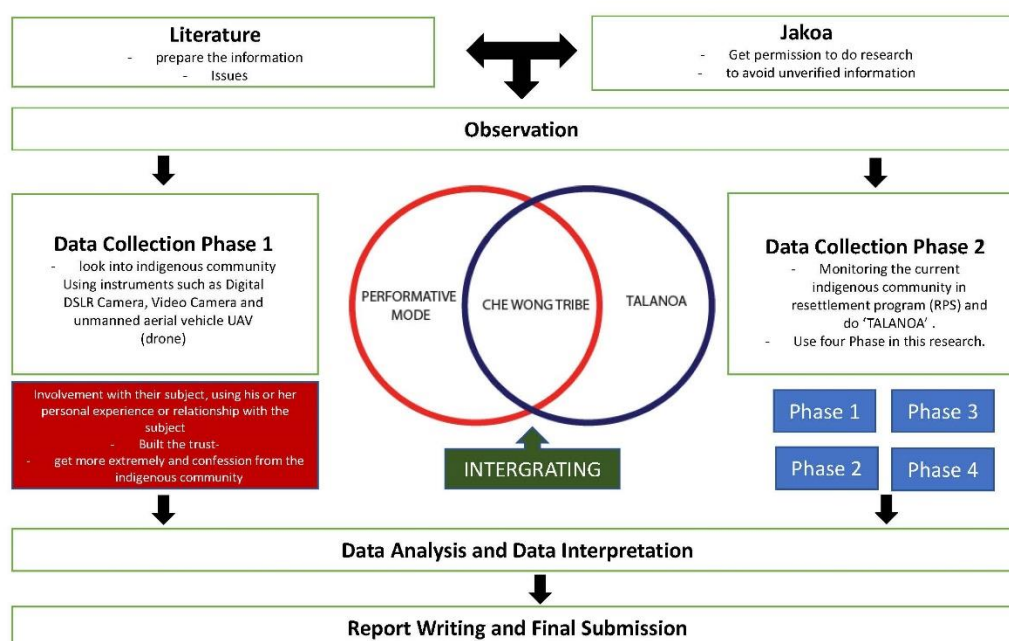 Literature
- prepare the information
- Issues
Jakoa
- Get permission to do research
- to avoid unverified information
Observation
Data Collection Phase 1
- look into indigenous community
Using instruments such as Digital
DSLR Camera, Video Camera and
unmanned aerial vehicle UAV
(drone)
Involvement with their subject, using his or her
personal experience or relationship with the
subject
- Built the trust-
- get more extremely and confession from the
indigenous community
PERFORMATIVE
MODE
CHE WONG TRIBE
TALANOA
INTERGRATING
Data Collection Phase 2
- Monitoring the current
indigenous community in
resettlement program (RPS) and
do ‘TALANOA’ .
- Use four Phase in this research.
Phase 1
Phase 3
Phase 2
Phase 4
Data Analysis and Data Interpretation
Report Writing and Final Submission